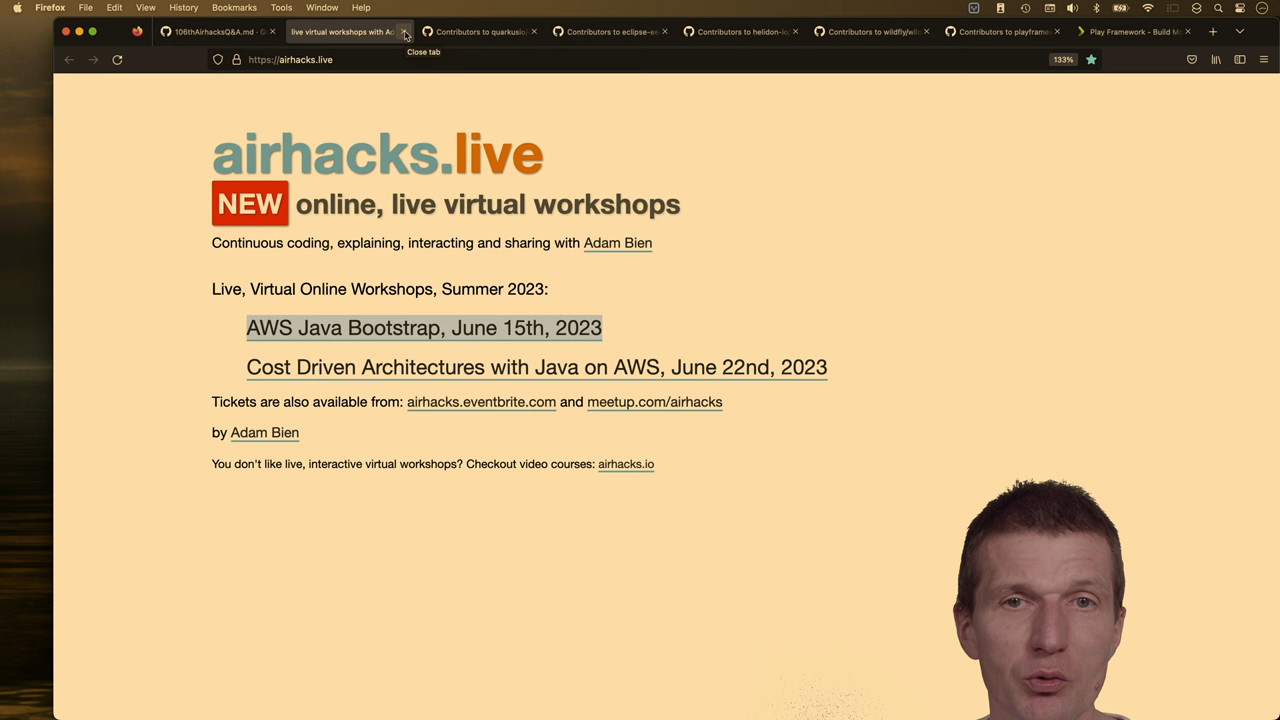 Firefox File Edit View History Bookmarks Tools Window Help
106thAirhacksQ&A.md - live virtual workshops with Ad Contributors to quarkusio/ Contributors to eclipse-ee Contributors to helidon-io Contributors to wildfly/wil Contributors to playframew Play Framework - Build M
Close tab
https://airhacks.live 133%
airhacks.live
NEW online, live virtual workshops
Continuous coding, explaining, interacting and sharing with Adam Bien
Live, Virtual Online Workshops, Summer 2023:
AWS Java Bootstrap, June 15th, 2023
Cost Driven Architectures with Java on AWS, June 22nd, 2023
Tickets are also available from: airhacks.eventbrite.com and meetup.com/airhacks
by Adam Bien
You don't like live, interactive virtual workshops? Checkout video courses: airhacks.io